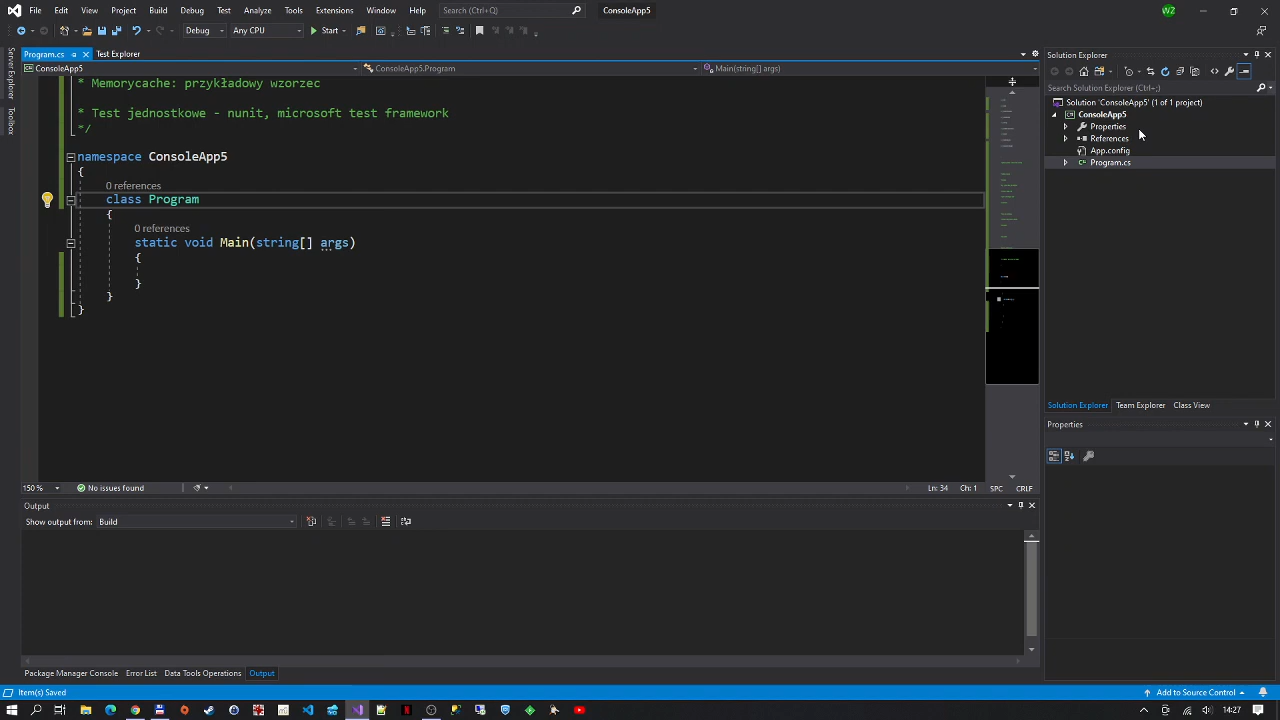 File Edit View Project Build Debug Test Analyze Tools Extensions Window Help Search (Ctrl+Q) ConsoleApp5 WZ
Debug Any CPU Start
Program.cs Test Explorer
ConsoleApp5 ConsoleApp5.Program Main(string[] args)
* Memorycache: przykładowy wzorzec
* Test jednostkowe - nunit, microsoft test framework
*/
namespace ConsoleApp5
{
0 references
class Program
{
0 references
static void Main(string[] args)
{
}
}
}
150 % No issues found Ln: 34 Ch: 1 SPC CRLF
Output
Show output from: Build
Package Manager Console Error List Data Tools Operations Output
Server Explorer
Toolbox
Solution Explorer
Search Solution Explorer (Ctrl+;)
Solution 'ConsoleApp5' (1 of 1 project)
ConsoleApp5
Properties
References
App.config
Program.cs
Solution Explorer Team Explorer Class View
Properties
Item(s) Saved Add to Source Control
14:27